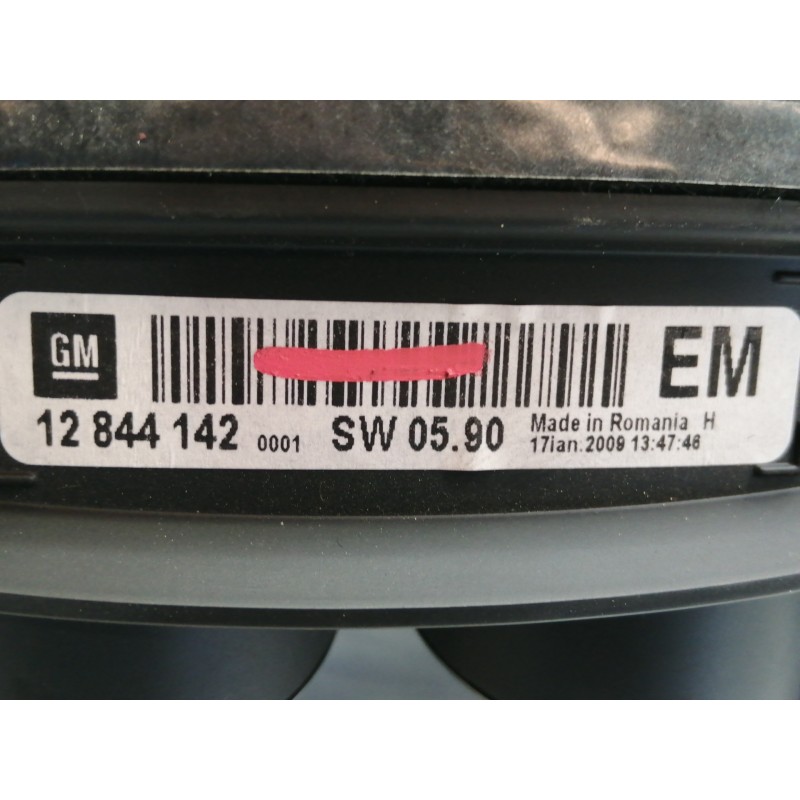 GM EM
12 844 142 0001 SW 05.90 Made in Romania H
17ian.2009 13:47:46